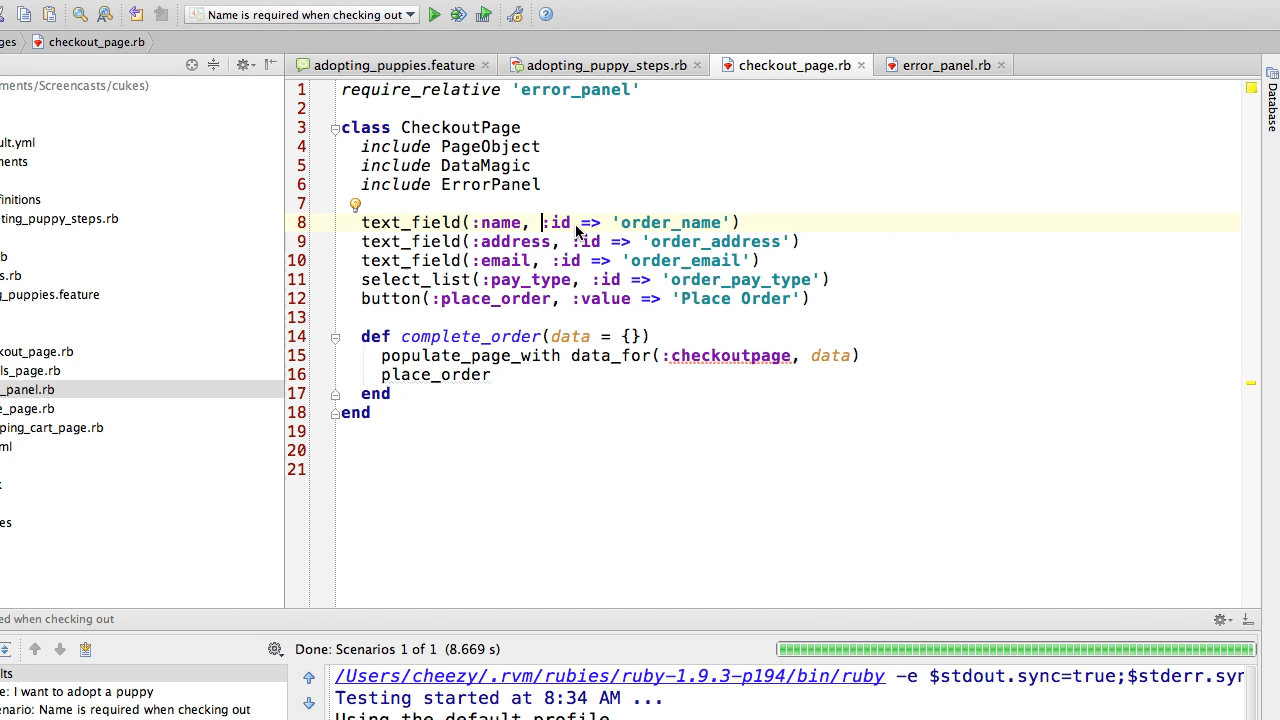 Name is required when checking out
ges checkout_page.rb
adopting_puppies.feature adopting_puppy_steps.rb checkout_page.rb error_panel.rb
ments/Screencasts/cukes)
ult.yml
ments
finitions
ting_puppy_steps.rb
b
s.rb
g_puppies.feature
kout_page.rb
ls_page.rb
_panel.rb
e_page.rb
ping_cart_page.rb
ml
es
1 require_relative 'error_panel'
2
3 class CheckoutPage
4 include PageObject
5 include DataMagic
6 include ErrorPanel
7
8 text_field(:name, :id => 'order_name')
9 text_field(:address, :id => 'order_address')
10 text_field(:email, :id => 'order_email')
11 select_list(:pay_type, :id => 'order_pay_type')
12 button(:place_order, :value => 'Place Order')
13
14 def complete_order(data = {})
15 populate_page_with data_for(:checkoutpage, data)
16 place_order
17 end
18 end
19
20
21
Database
ed when checking out
Done: Scenarios 1 of 1 (8.669 s)
lts
e: I want to adopt a puppy
enario: Name is required when checking out
/Users/cheezy/.rvm/rubies/ruby-1.9.3-p194/bin/ruby -e $stdout.sync=true;$stderr.syn
Testing started at 8:34 AM ...
Using the default profile